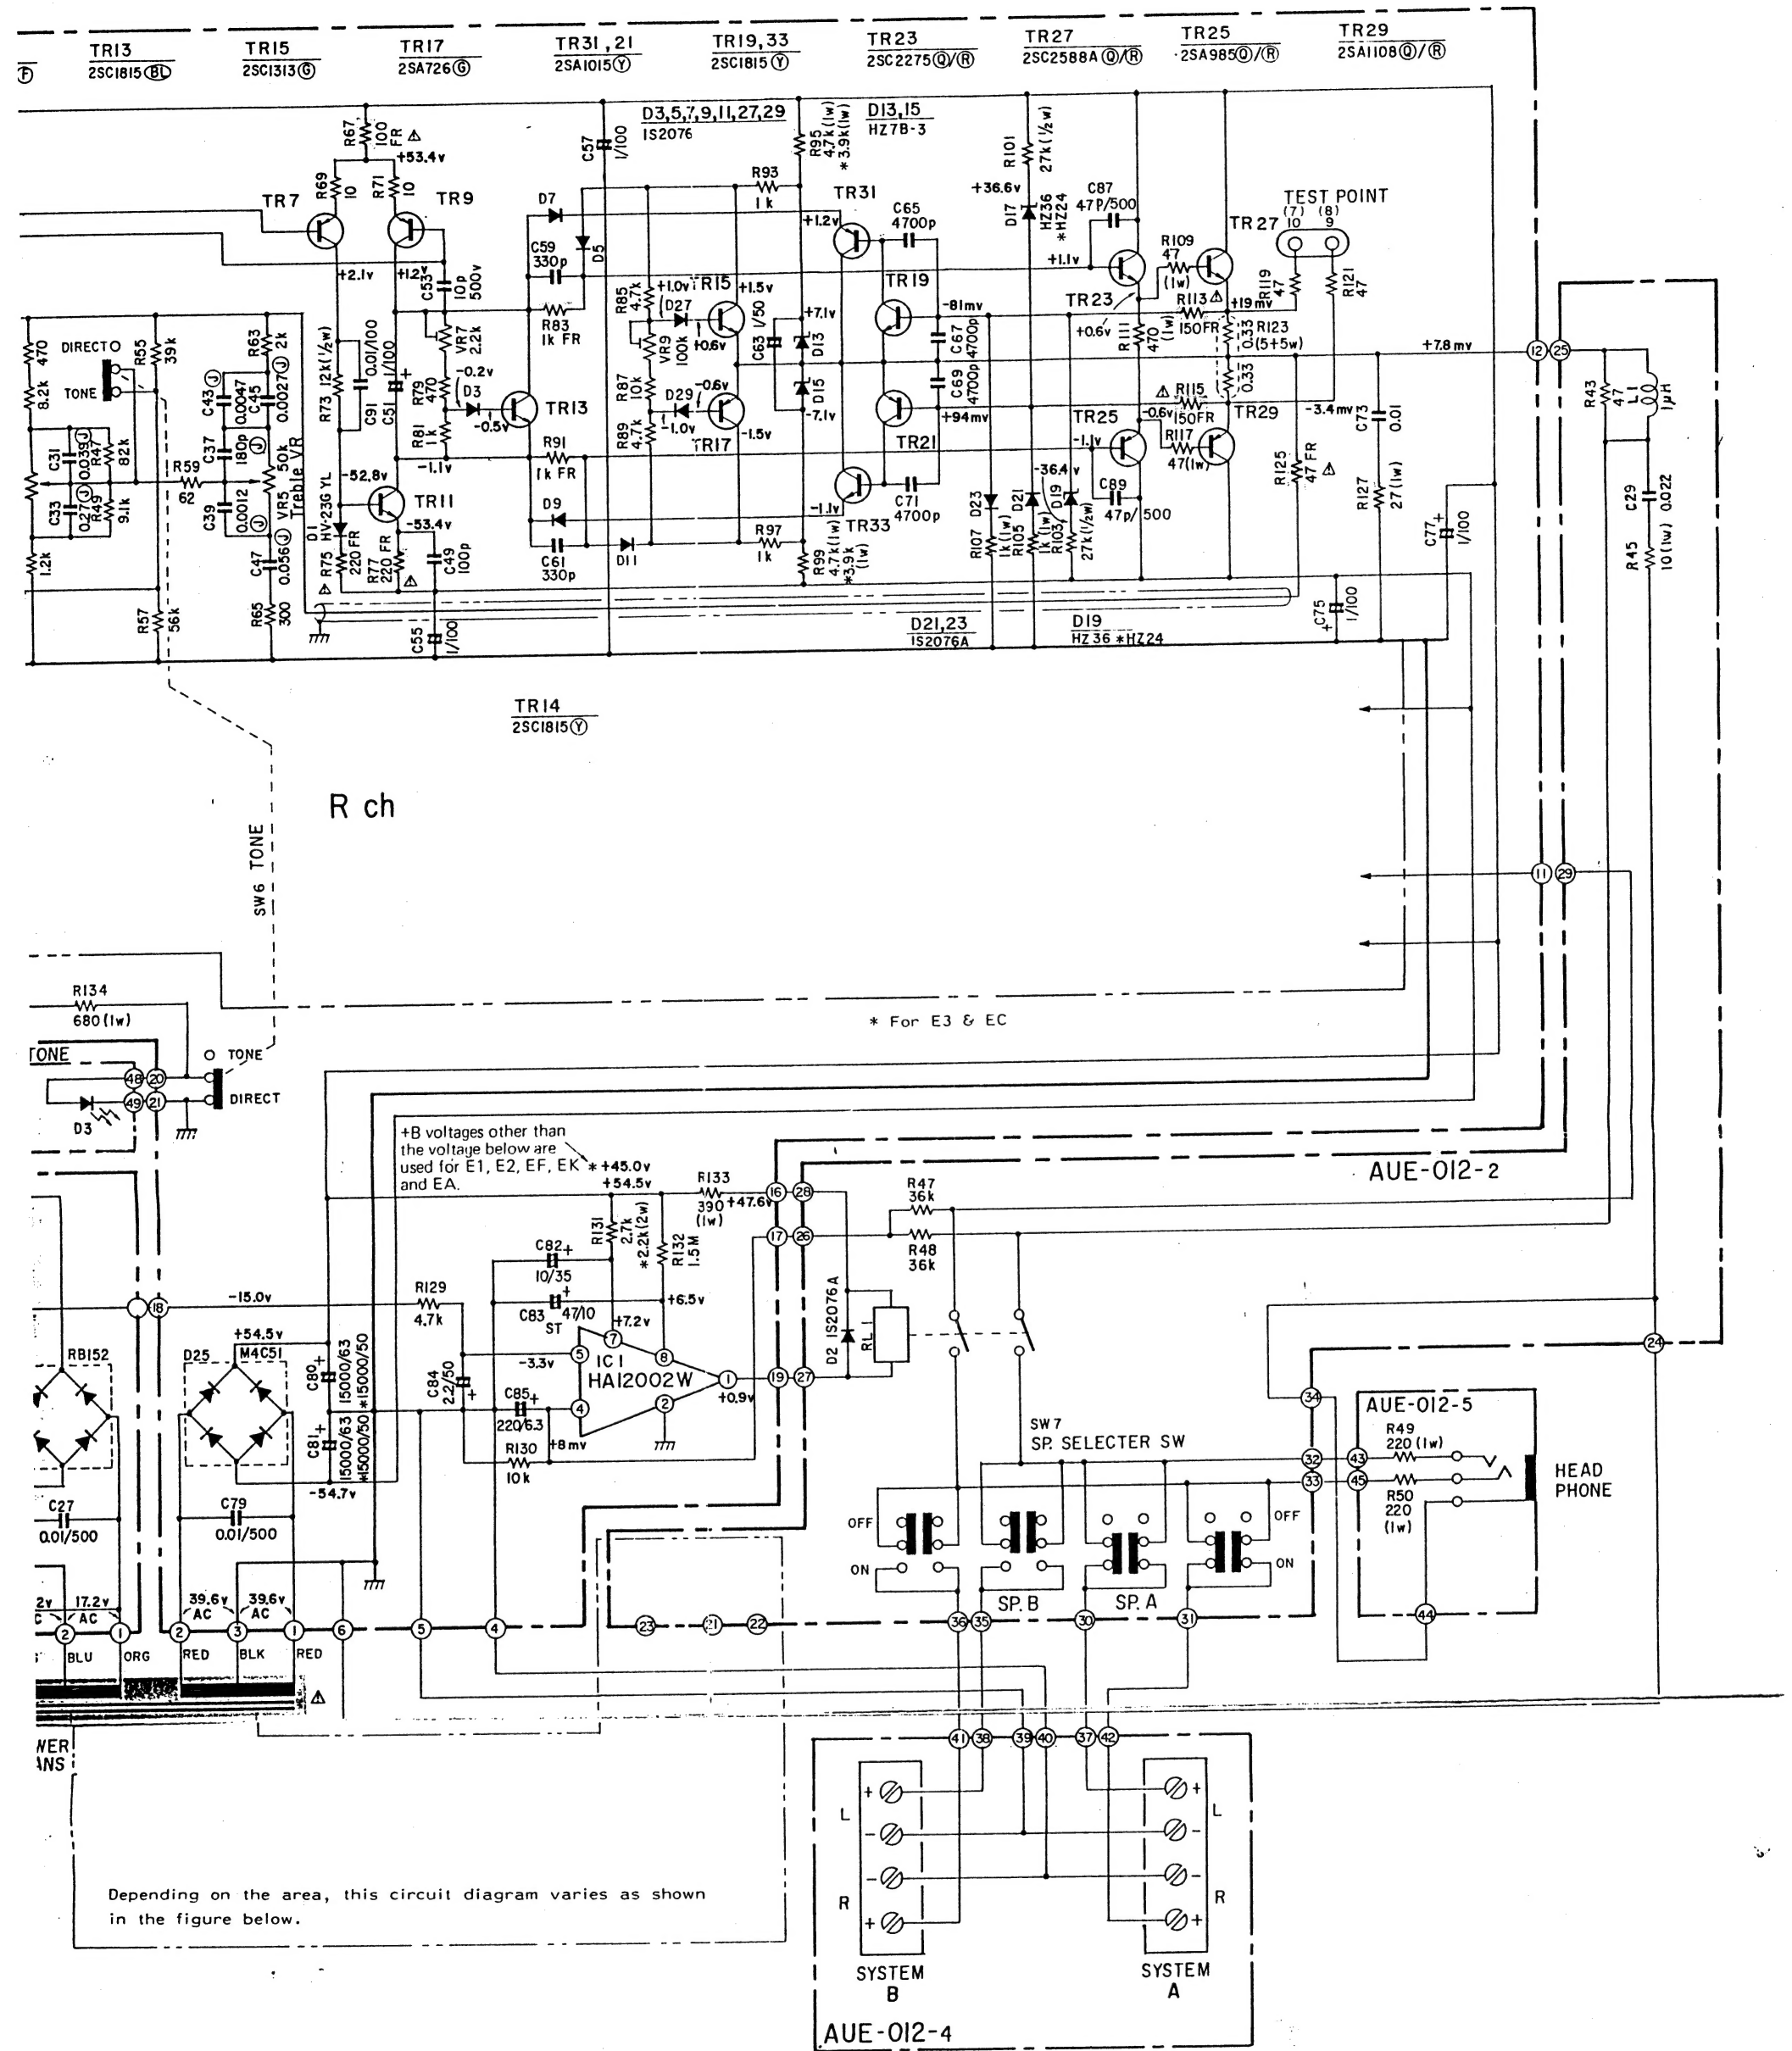 TR13
2SC1815 (BL)
TR15
2SC1313 (G)
TR17
2SA726 (G)
TR31, 21
2SA1015 (Y)
TR19, 33
2SC1815 (Y)
TR23
2SC2275 (Q)/(R)
TR27
2SC2588A (Q)/(R)
TR25
2SA985 (Q)/(R)
TR29
2SA1108 (Q)/(R)
(F)
D3,5,7,9,11,27,29
1S2076
D13,15
HZ7B-3
R67
100
FR
+53.4v
R69
10
R71
10
TR7
TR9
C57
1/100
R95
4.7k(1w)
*3.9k(1w)
R101
27k(½w)
R93
1k
TR31
+36.6v
D17
HZ36
*HZ24
C87
47P/500
TEST POINT
(7) (8)
10 9
TR27
D7
D5
C59
330p
+1.2v
C65
4700p
+2.1v
+1.2v
C53
10p
500v
R83
1k FR
R85
4.7k
+1.0v
D27
TR15
+1.5v
+0.6v
VR9
100k
C63 1/50
+7.1v
D13
TR19
-81mv
C67
4700p
+1.1v
R109
47
(1w)
TR23
R113
150FR
+19mv
R119
47
R121
47
+0.6v
R111
470
(1w)
0.33
R123
(5+5w)
+7.8mv
12
25
470
8.2k
DIRECT
TONE
R55
39k
R63
2k
C43 (J)
0.0047
C45
0.0027 (J)
R73 12k(½w)
C91
0.01/100
C51
1/100
VR7
2.2k
R79
470
-0.2v
D3
TR13
-0.5v
R81
1k
R87
10k
D29
-0.6v
R89
4.7k
-1.0v
TR17
-1.5v
D15
-7.1v
C69
4700p
TR21
+94mv
TR25
R115
150FR
-0.6v
0.33
TR29
-3.4mv
C73
0.01
R43
47
L1
1μH
C31
0.039 (J)
R47
82k
C37
180p (J)
R59
62
50k
VR5
Treble VR
C33
0.27 (J)
R49
9.1k
C39
0.0012
(J)
-52.8v
-1.1v
R91
1k FR
-1.1v
R117
47(1w)
-36.4v
R125
47 FR
R127
27(1w)
C29
0.022
TR11
-53.4v
D1
HV-23G YL
R75
220 FR
R77
220 FR
C49
100p
D9
C61
330p
D11
-1.1v
TR33
C71
4700p
R97
1k
R99
4.7k(1w)
*3.9k
(1w)
D23
D21
D19
C89
47p/500
R107
1k(1w)
R105
1k(1w)
R103
27k(½w)
C77
1/100
R45
10(1w)
1.2k
C47
0.056 (J)
R65
300
R57
56k
C55
1/100
D21,23
1S2076A
D19
HZ36 *HZ24
C75
1/100
TR14
2SC1815 (Y)
R ch
SW6 TONE
11
29
R134
680(1w)
* For E3 & EC
TONE
TONE
DIRECT
48
20
49
21
D3
+B voltages other than
the voltage below are
used for E1, E2, EF, EK
and EA.
* +45.0v
+54.5v
R133
390
(1w)
+47.6v
16
28
17
26
AUE-012-2
R47
36k
R48
36k
R131
2.7k
*2.2k(2w)
R132
1.5M
C82
10/35
C83
47/10
ST
+6.5v
+7.2v
18
-15.0v
R129
4.7k
D2 1S2076A
RL1
24
RB152
+54.5v
D25
M4C51
C80
15000/63
*15000/50
C81
15000/63
*15000/50
-54.7v
-3.3v
5
7
8
IC1
HA12002W
1
+0.9v
4
2
19
27
C84
2.2/50
C85
220/6.3
+8mv
R130
10k
34
AUE-012-5
R49
220(1w)
SW7
SP. SELECTER SW
32
43
33
45
R50
220
(1w)
HEAD
PHONE
C27
0.01/500
C79
0.01/500
OFF
ON
OFF
ON
SP. B
SP. A
17.2v
AC
39.6v
AC
39.6v
AC
2
1
2
3
1
6
5
4
23
21
22
36
35
30
31
44
BLU
ORG
RED
BLK
RED
41
38
39
40
37
42
L
+
-
-
+
R
+
-
-
+
L
R
SYSTEM
B
SYSTEM
A
AUE-012-4
Depending on the area, this circuit diagram varies as shown
in the figure below.